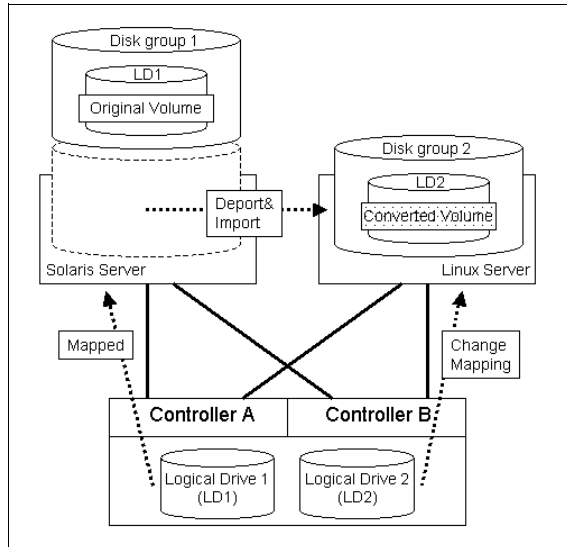 Disk group 1
LD1
Original Volume
Disk group 2
LD2
Converted Volume
Deport&
Import
Solaris Server
Linux Server
Mapped
Change
Mapping
Controller A
Controller B
Logical Drive 1
(LD1)
Logical Drive 2
(LD2)